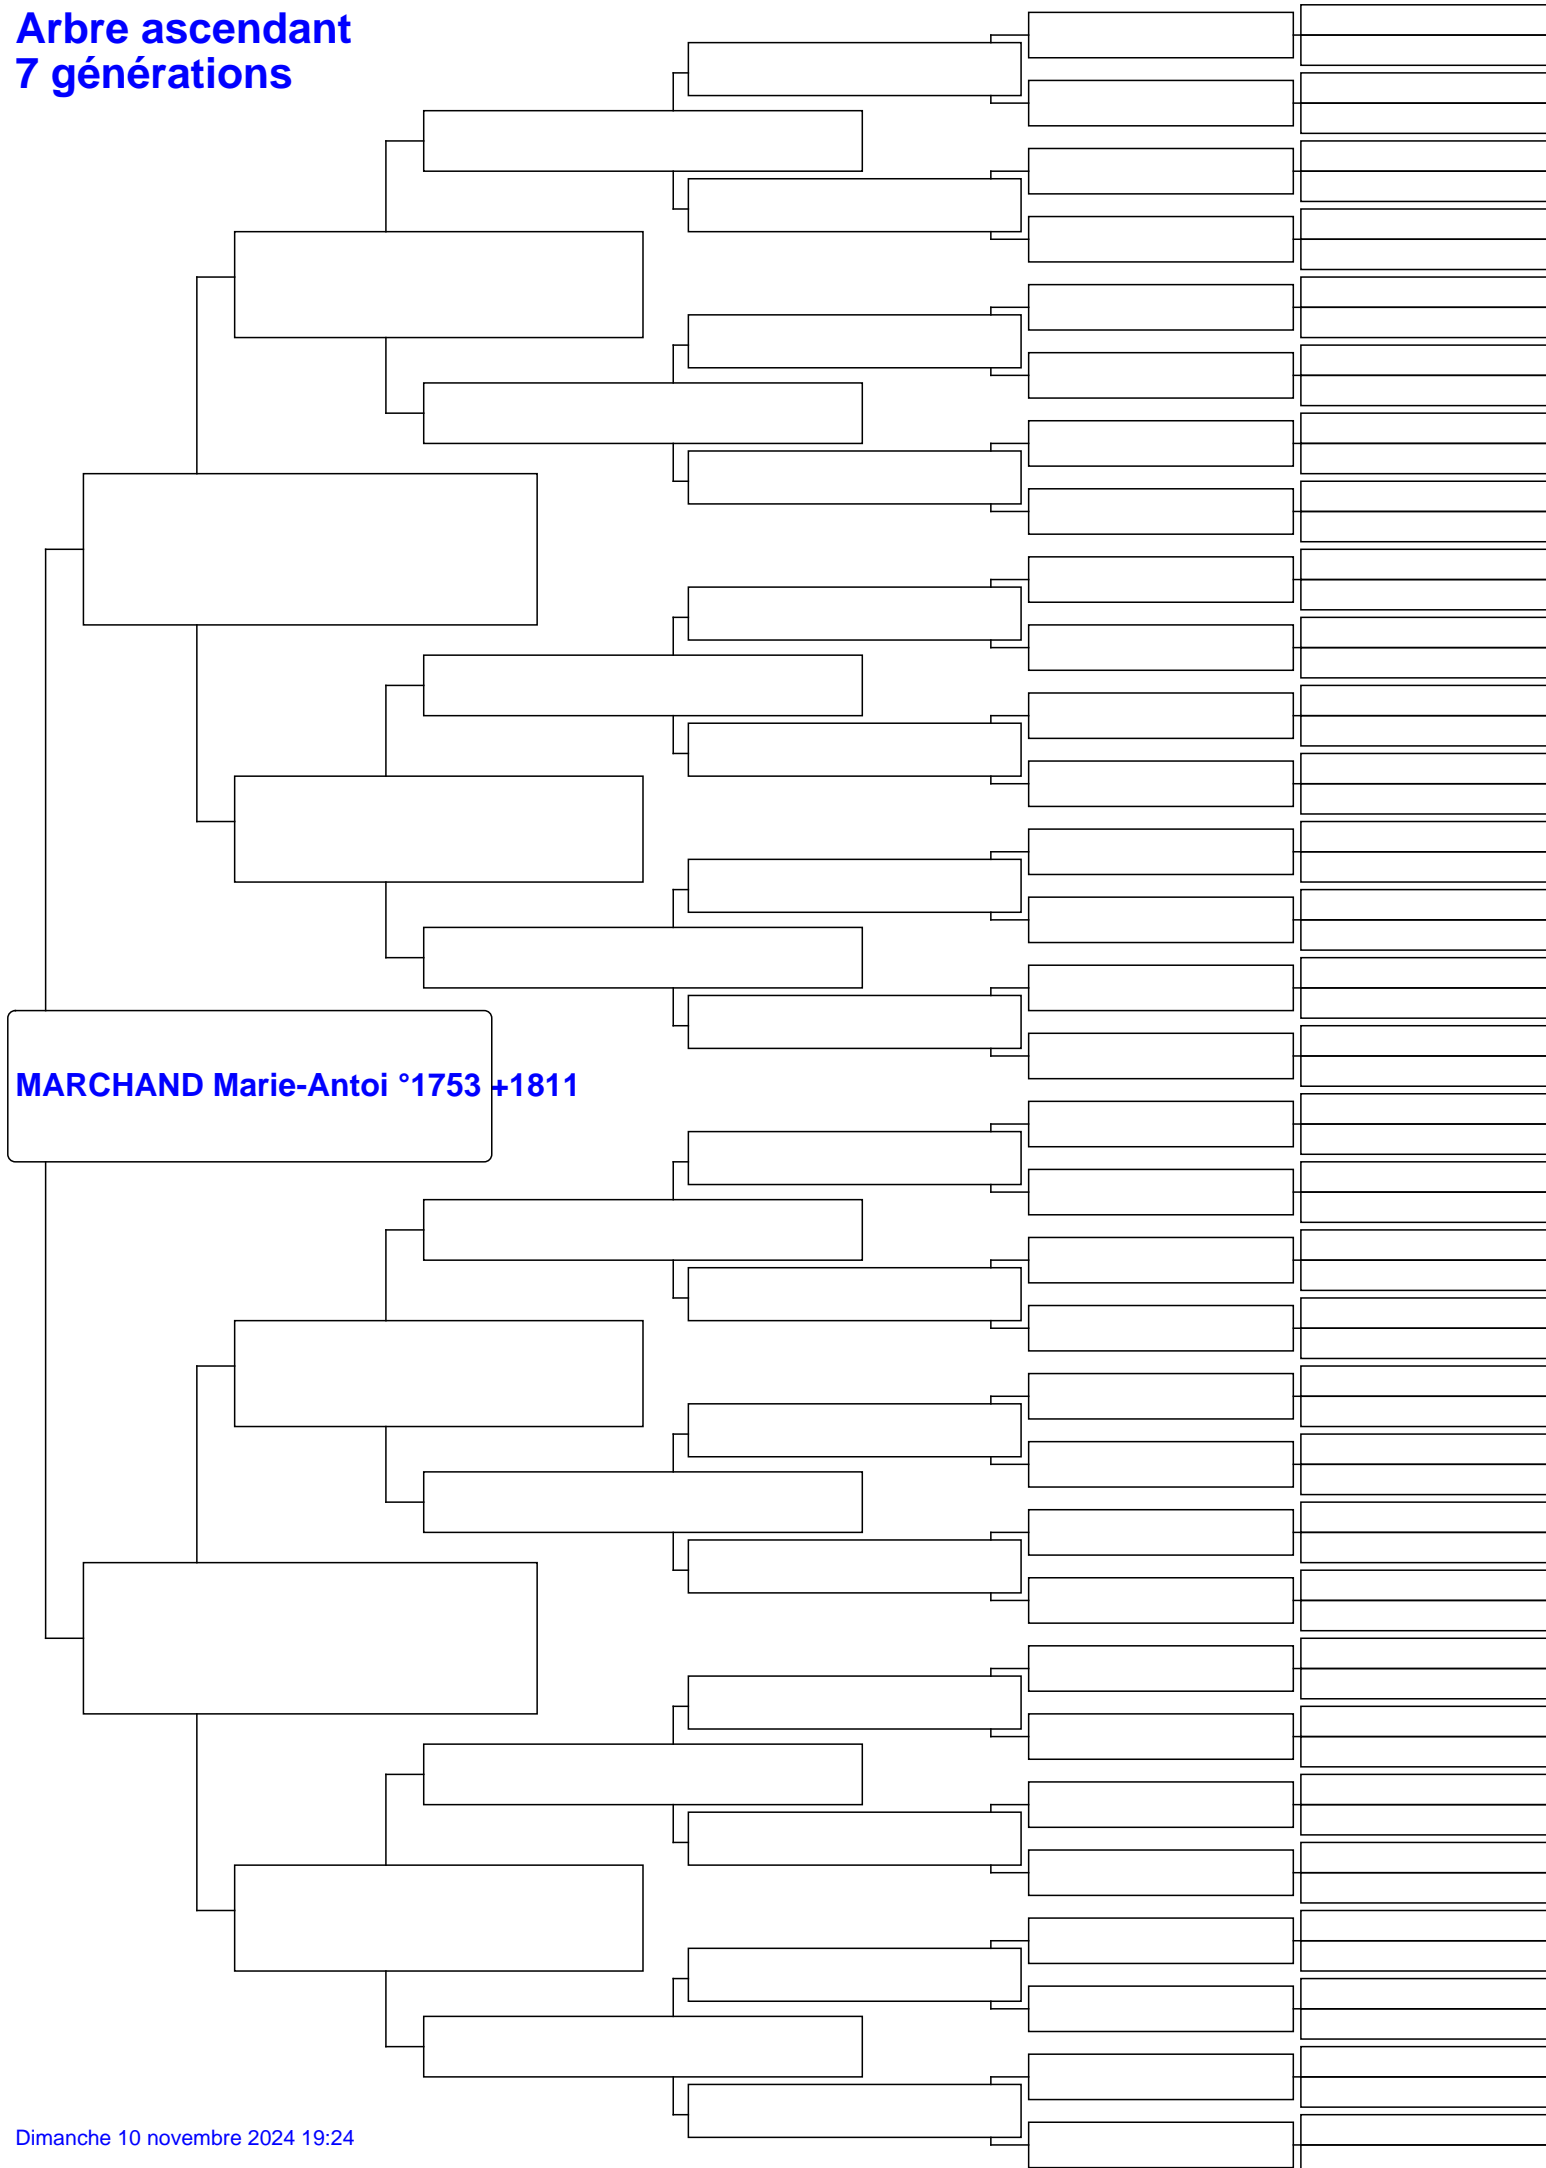 Arbre ascendant
7 générations
MARCHAND Marie-Antoi °1753 +1811
Dimanche 10 novembre 2024 19:24